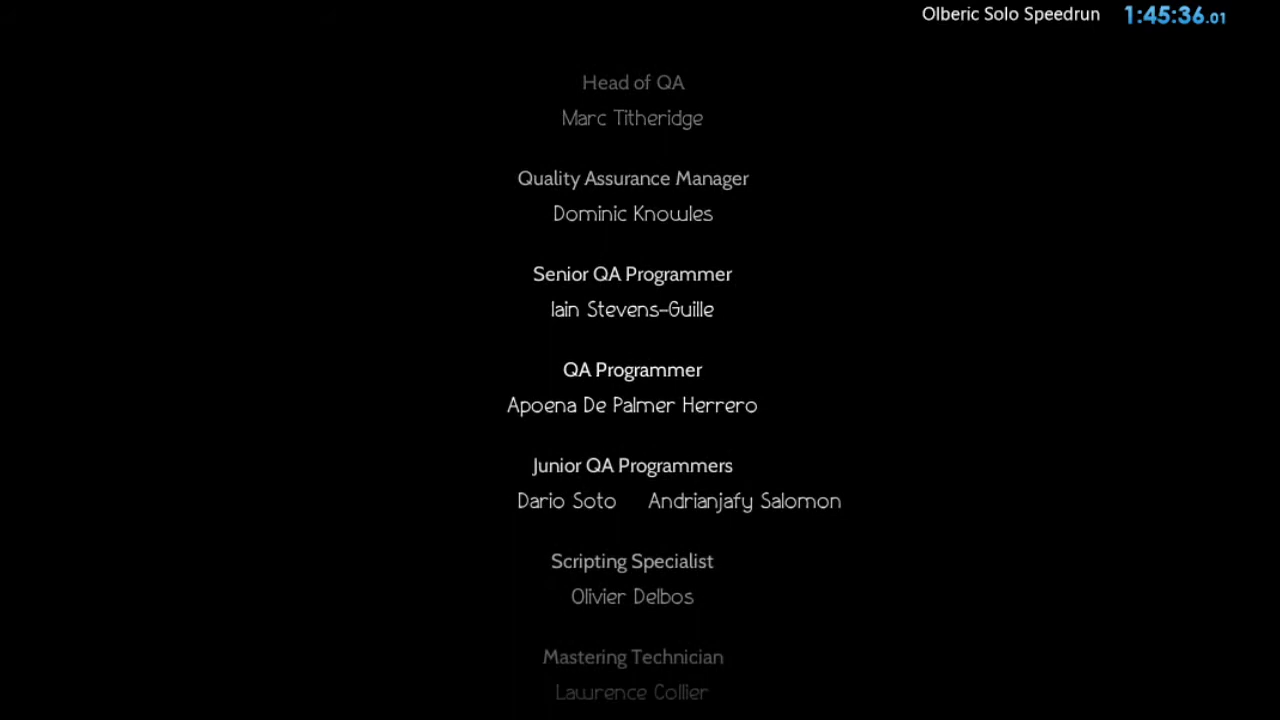 Olberic Solo Speedrun 1:45:36.01
Head of QA
Marc Titheridge
Quality Assurance Manager
Dominic Knowles
Senior QA Programmer
Iain Stevens-Guille
QA Programmer
Apoena De Palmer Herrero
Junior QA Programmers
Dario Soto Andrianjafy Salomon
Scripting Specialist
Olivier Delbos
Mastering Technician
Lawrence Collier